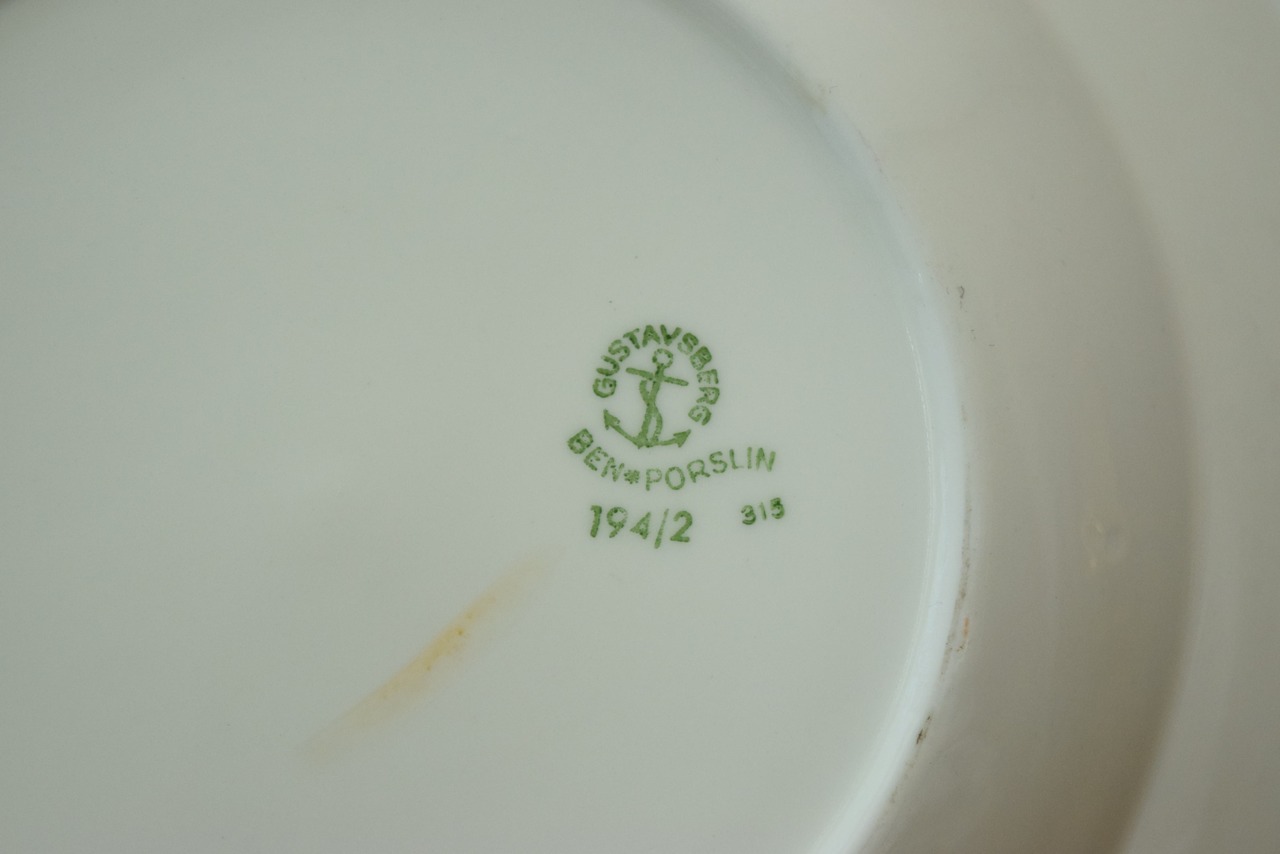 GUSTAVSBERG
BEN*PORSLIN
194/2 315